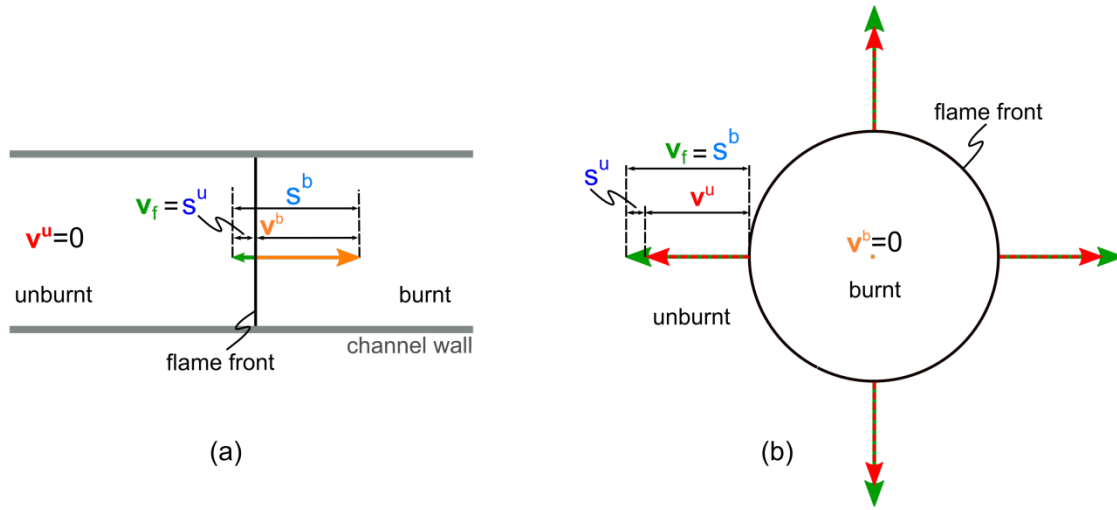 v_f = s^u
s^b
v^b
v^u=0
unburnt
burnt
flame front
channel wall
(a)
flame front
v_f = s^b
s^u
v^u
v^b=0
burnt
unburnt
(b)